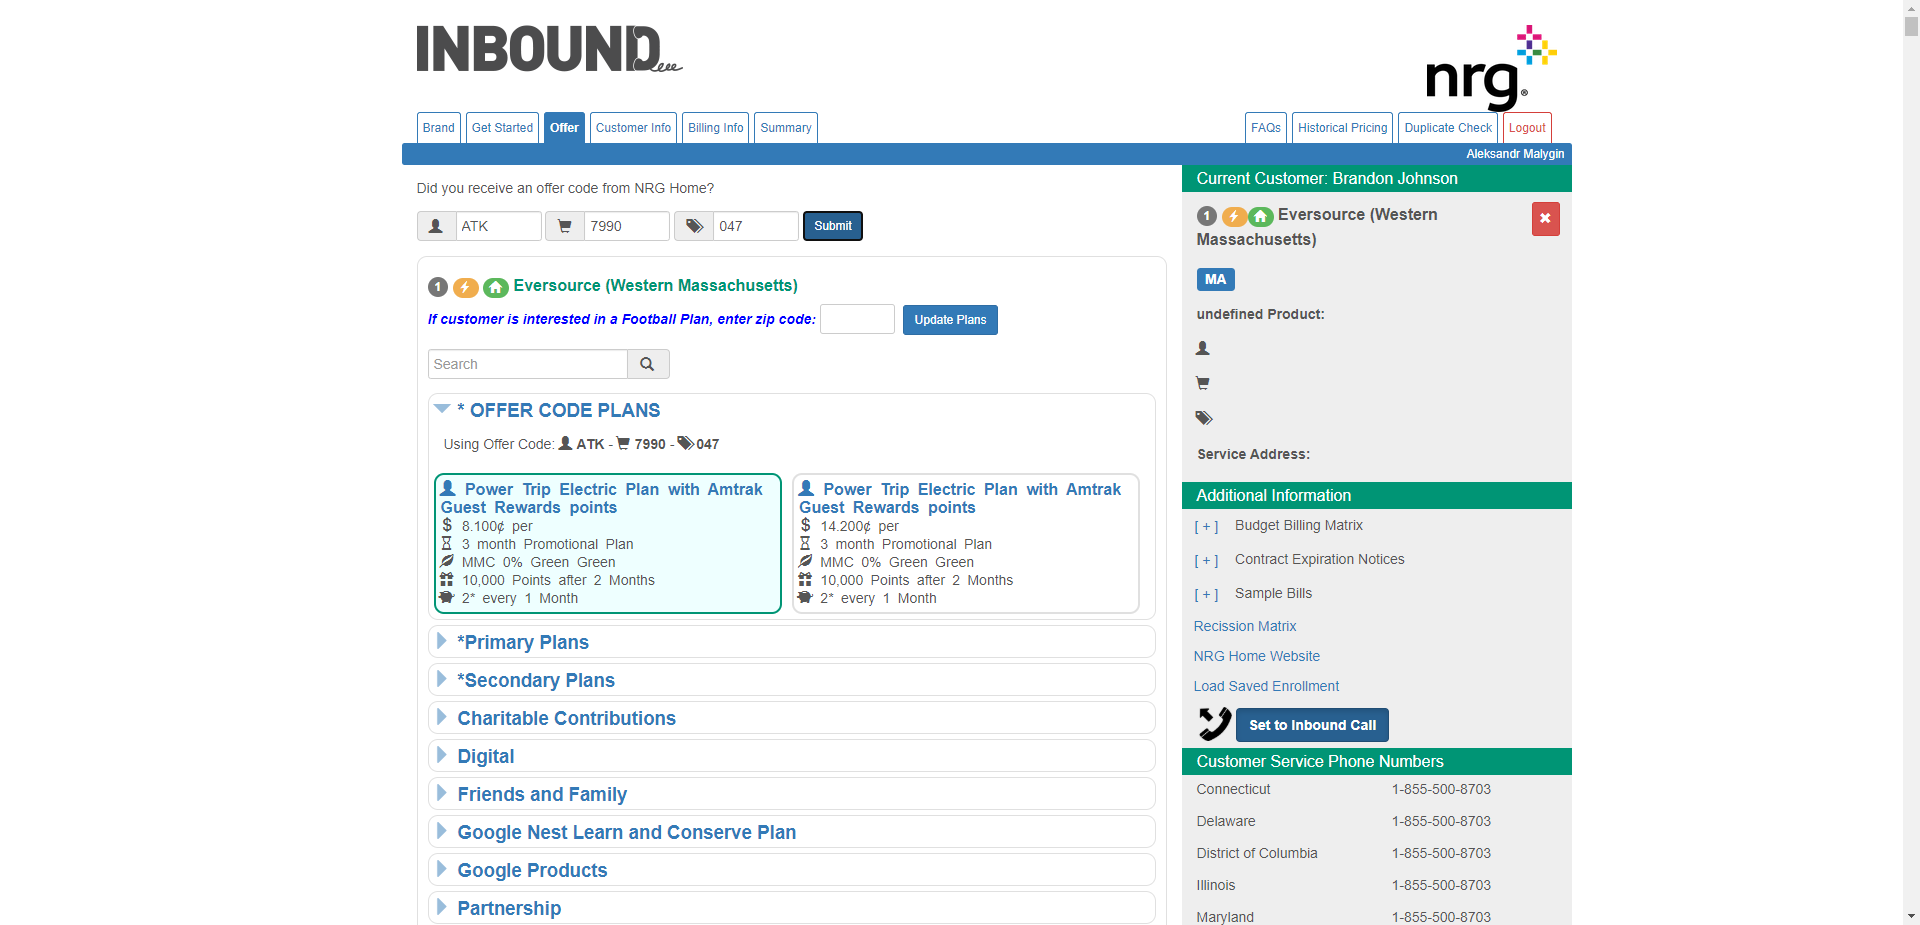 INBOUND
nrg®
Brand
Get Started
Offer
Customer Info
Billing Info
Summary
FAQs
Historical Pricing
Duplicate Check
Logout
Aleksandr Malygin
Did you receive an offer code from NRG Home?
ATK
7990
047
Submit
1 Eversource (Western Massachusetts)
If customer is interested in a Football Plan, enter zip code:
Update Plans
Search
* OFFER CODE PLANS
Using Offer Code: ATK - 7990 - 047
Power Trip Electric Plan with Amtrak
Guest Rewards points
$ 8.100¢ per
3 month Promotional Plan
MMC 0% Green Green
10,000 Points after 2 Months
2* every 1 Month
Power Trip Electric Plan with Amtrak
Guest Rewards points
$ 14.200¢ per
3 month Promotional Plan
MMC 0% Green Green
10,000 Points after 2 Months
2* every 1 Month
*Primary Plans
*Secondary Plans
Charitable Contributions
Digital
Friends and Family
Google Nest Learn and Conserve Plan
Google Products
Partnership
Current Customer: Brandon Johnson
1 Eversource (Western
Massachusetts)
MA
undefined Product:
Service Address:
Additional Information
[ + ] Budget Billing Matrix
[ + ] Contract Expiration Notices
[ + ] Sample Bills
Recission Matrix
NRG Home Website
Load Saved Enrollment
Set to Inbound Call
Customer Service Phone Numbers
Connecticut 1-855-500-8703
Delaware 1-855-500-8703
District of Columbia 1-855-500-8703
Illinois 1-855-500-8703
Maryland 1-855-500-8703